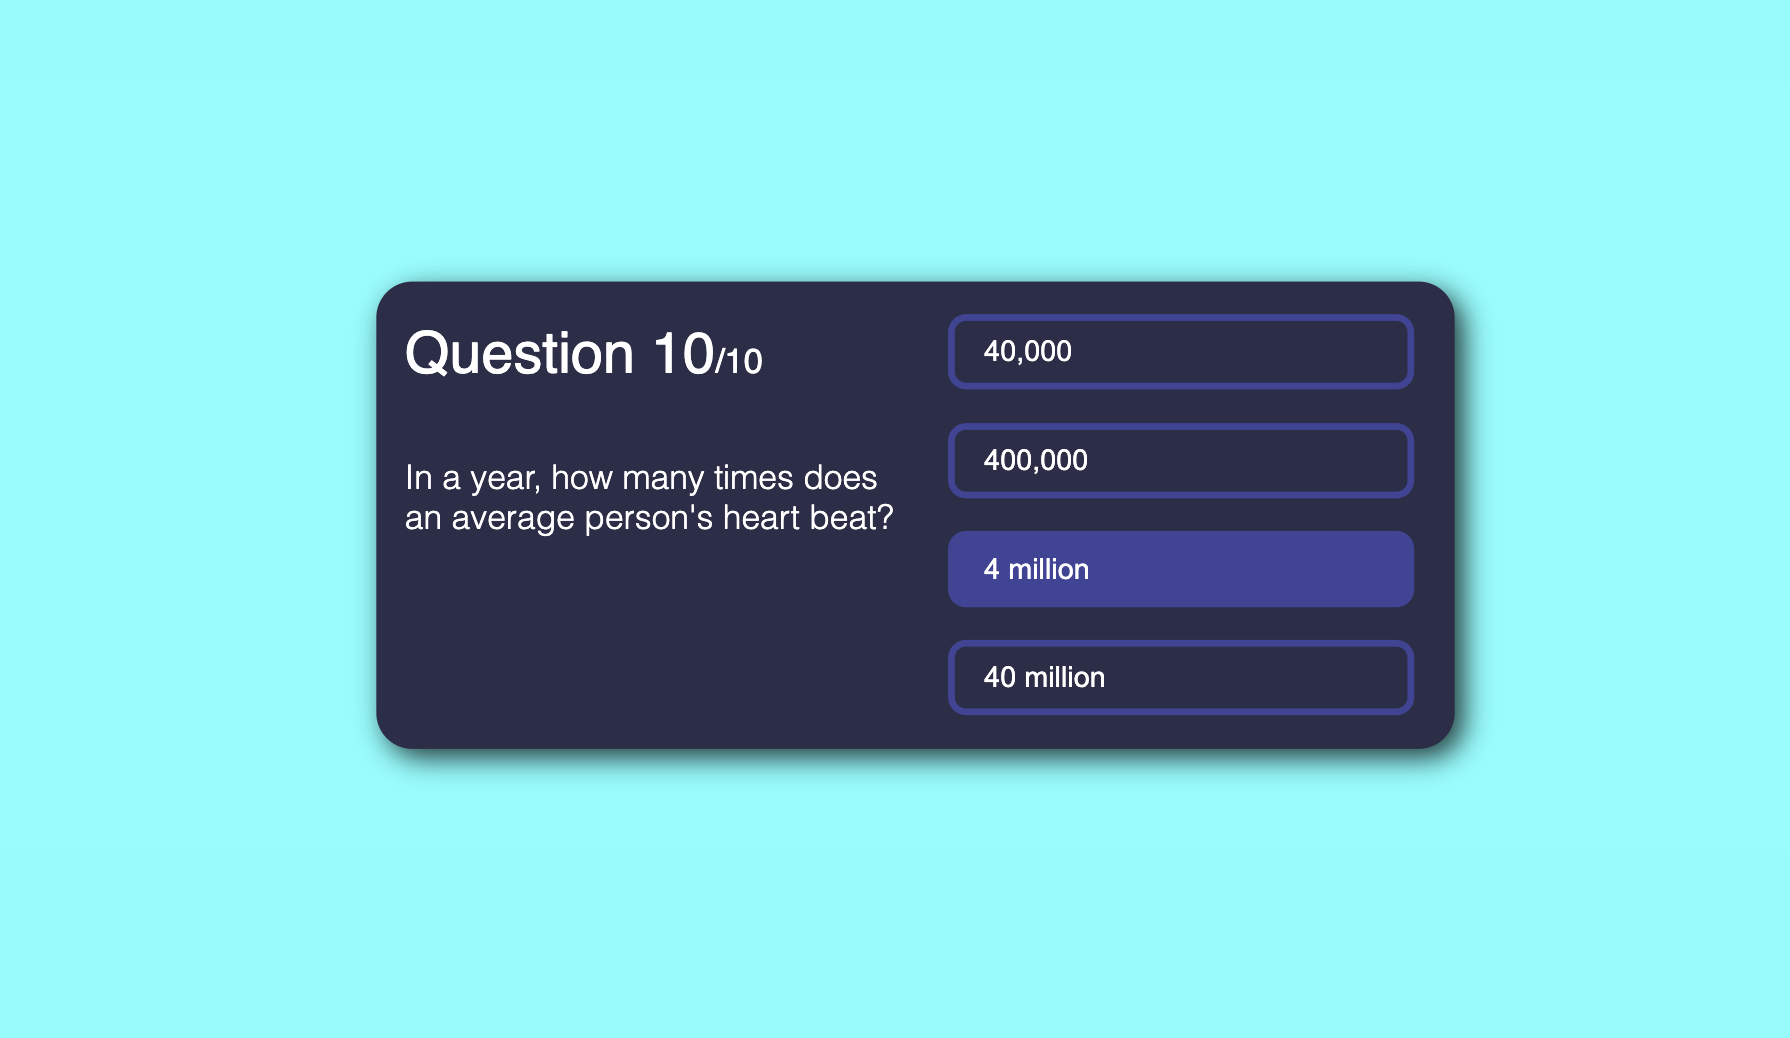 Question 10/10
In a year, how many times does
an average person's heart beat?
40,000
400,000
4 million
40 million